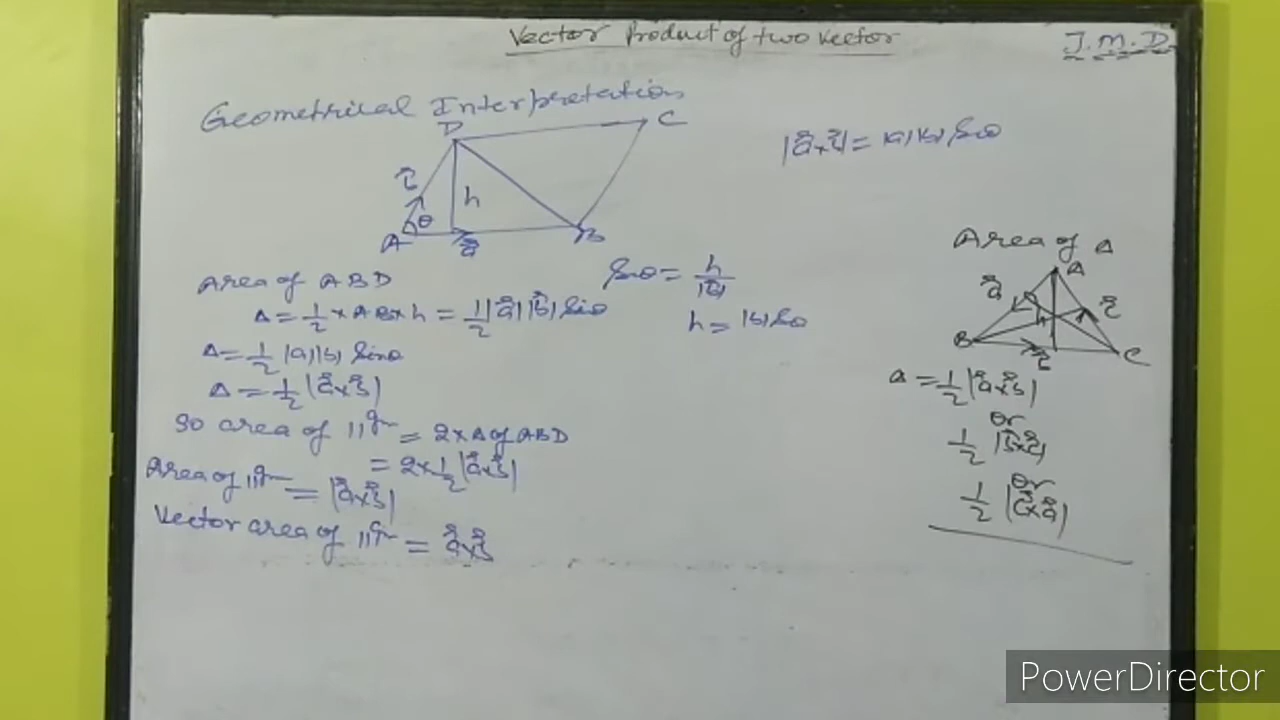 Vector Product of two vector
J.M.D.
Geometrical Interpretation
D
C
b⃗
h
θ
A
a⃗
B
|a⃗×b⃗| = |a||b| Sinθ
Area of ABD
Δ = 1/2 × AB × h = 1/2 |a⃗||b⃗| Sinθ
Δ = 1/2 |a||b| Sinθ
Δ = 1/2 |a⃗×b⃗|
So area of ||gm = 2×Δ of ABD
= 2×1/2 |a⃗×b⃗|
Area of ||gm = |a⃗×b⃗|
Vector area of ||gm = a⃗×b⃗
Sinθ = h/|b⃗|
h = |b| Sinθ
Area of Δ
A
a⃗
c⃗
h
B
b⃗
C
Δ = 1/2 |a⃗×b⃗|
or
1/2 |b⃗×c⃗|
or
1/2 |c⃗×a⃗|
PowerDirector